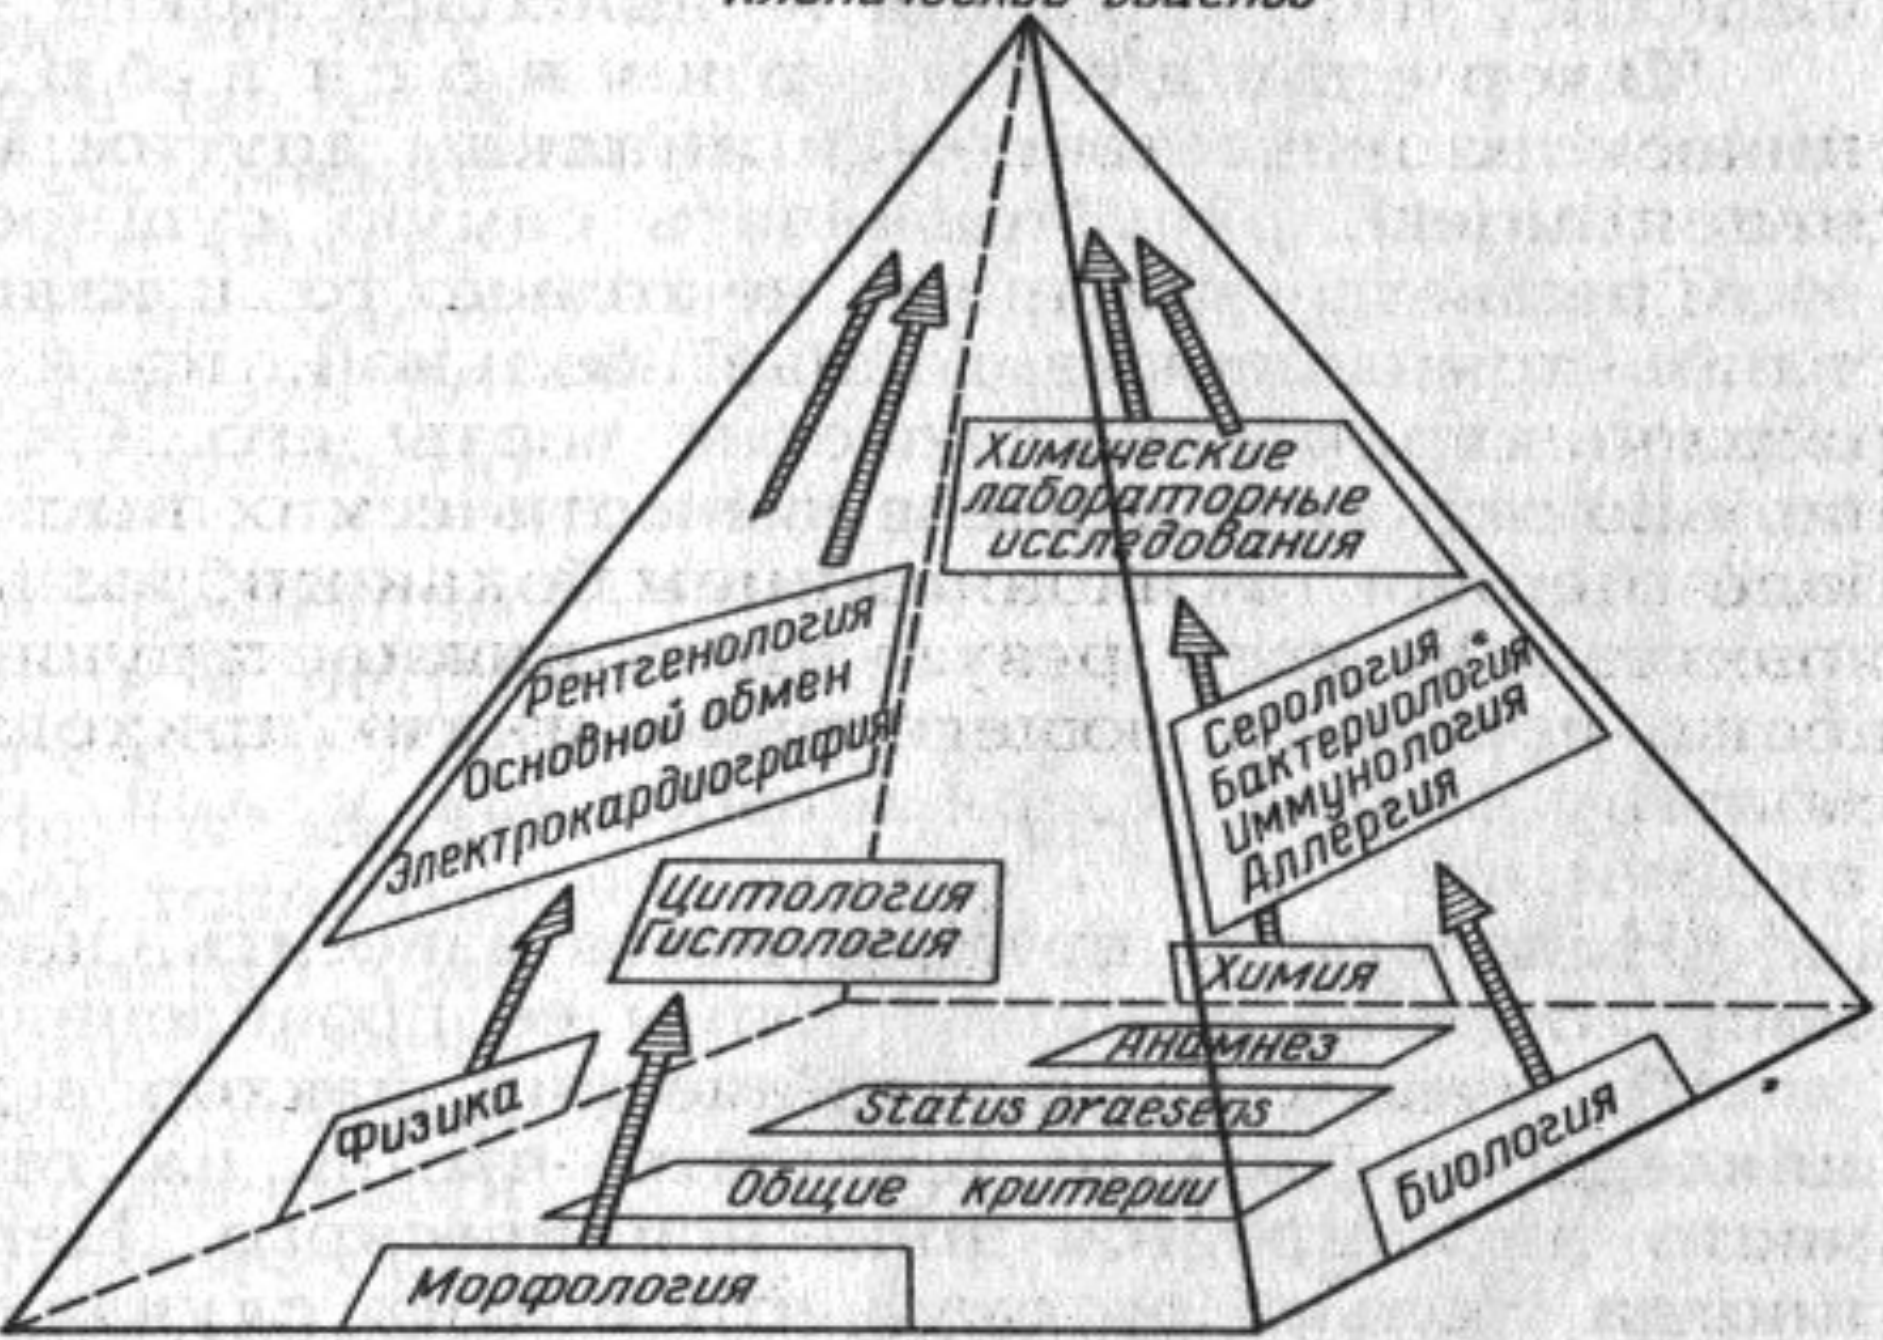 Химические
лабораторные
исследования
Рентгенология
Основной обмен
Электрокардиография
Серология
Бактериология
Иммунология
Аллергия
Цитология
Гистология
Химия
Анамнез
Status praesens
Физика
Общие критерии
Биология
Морфология